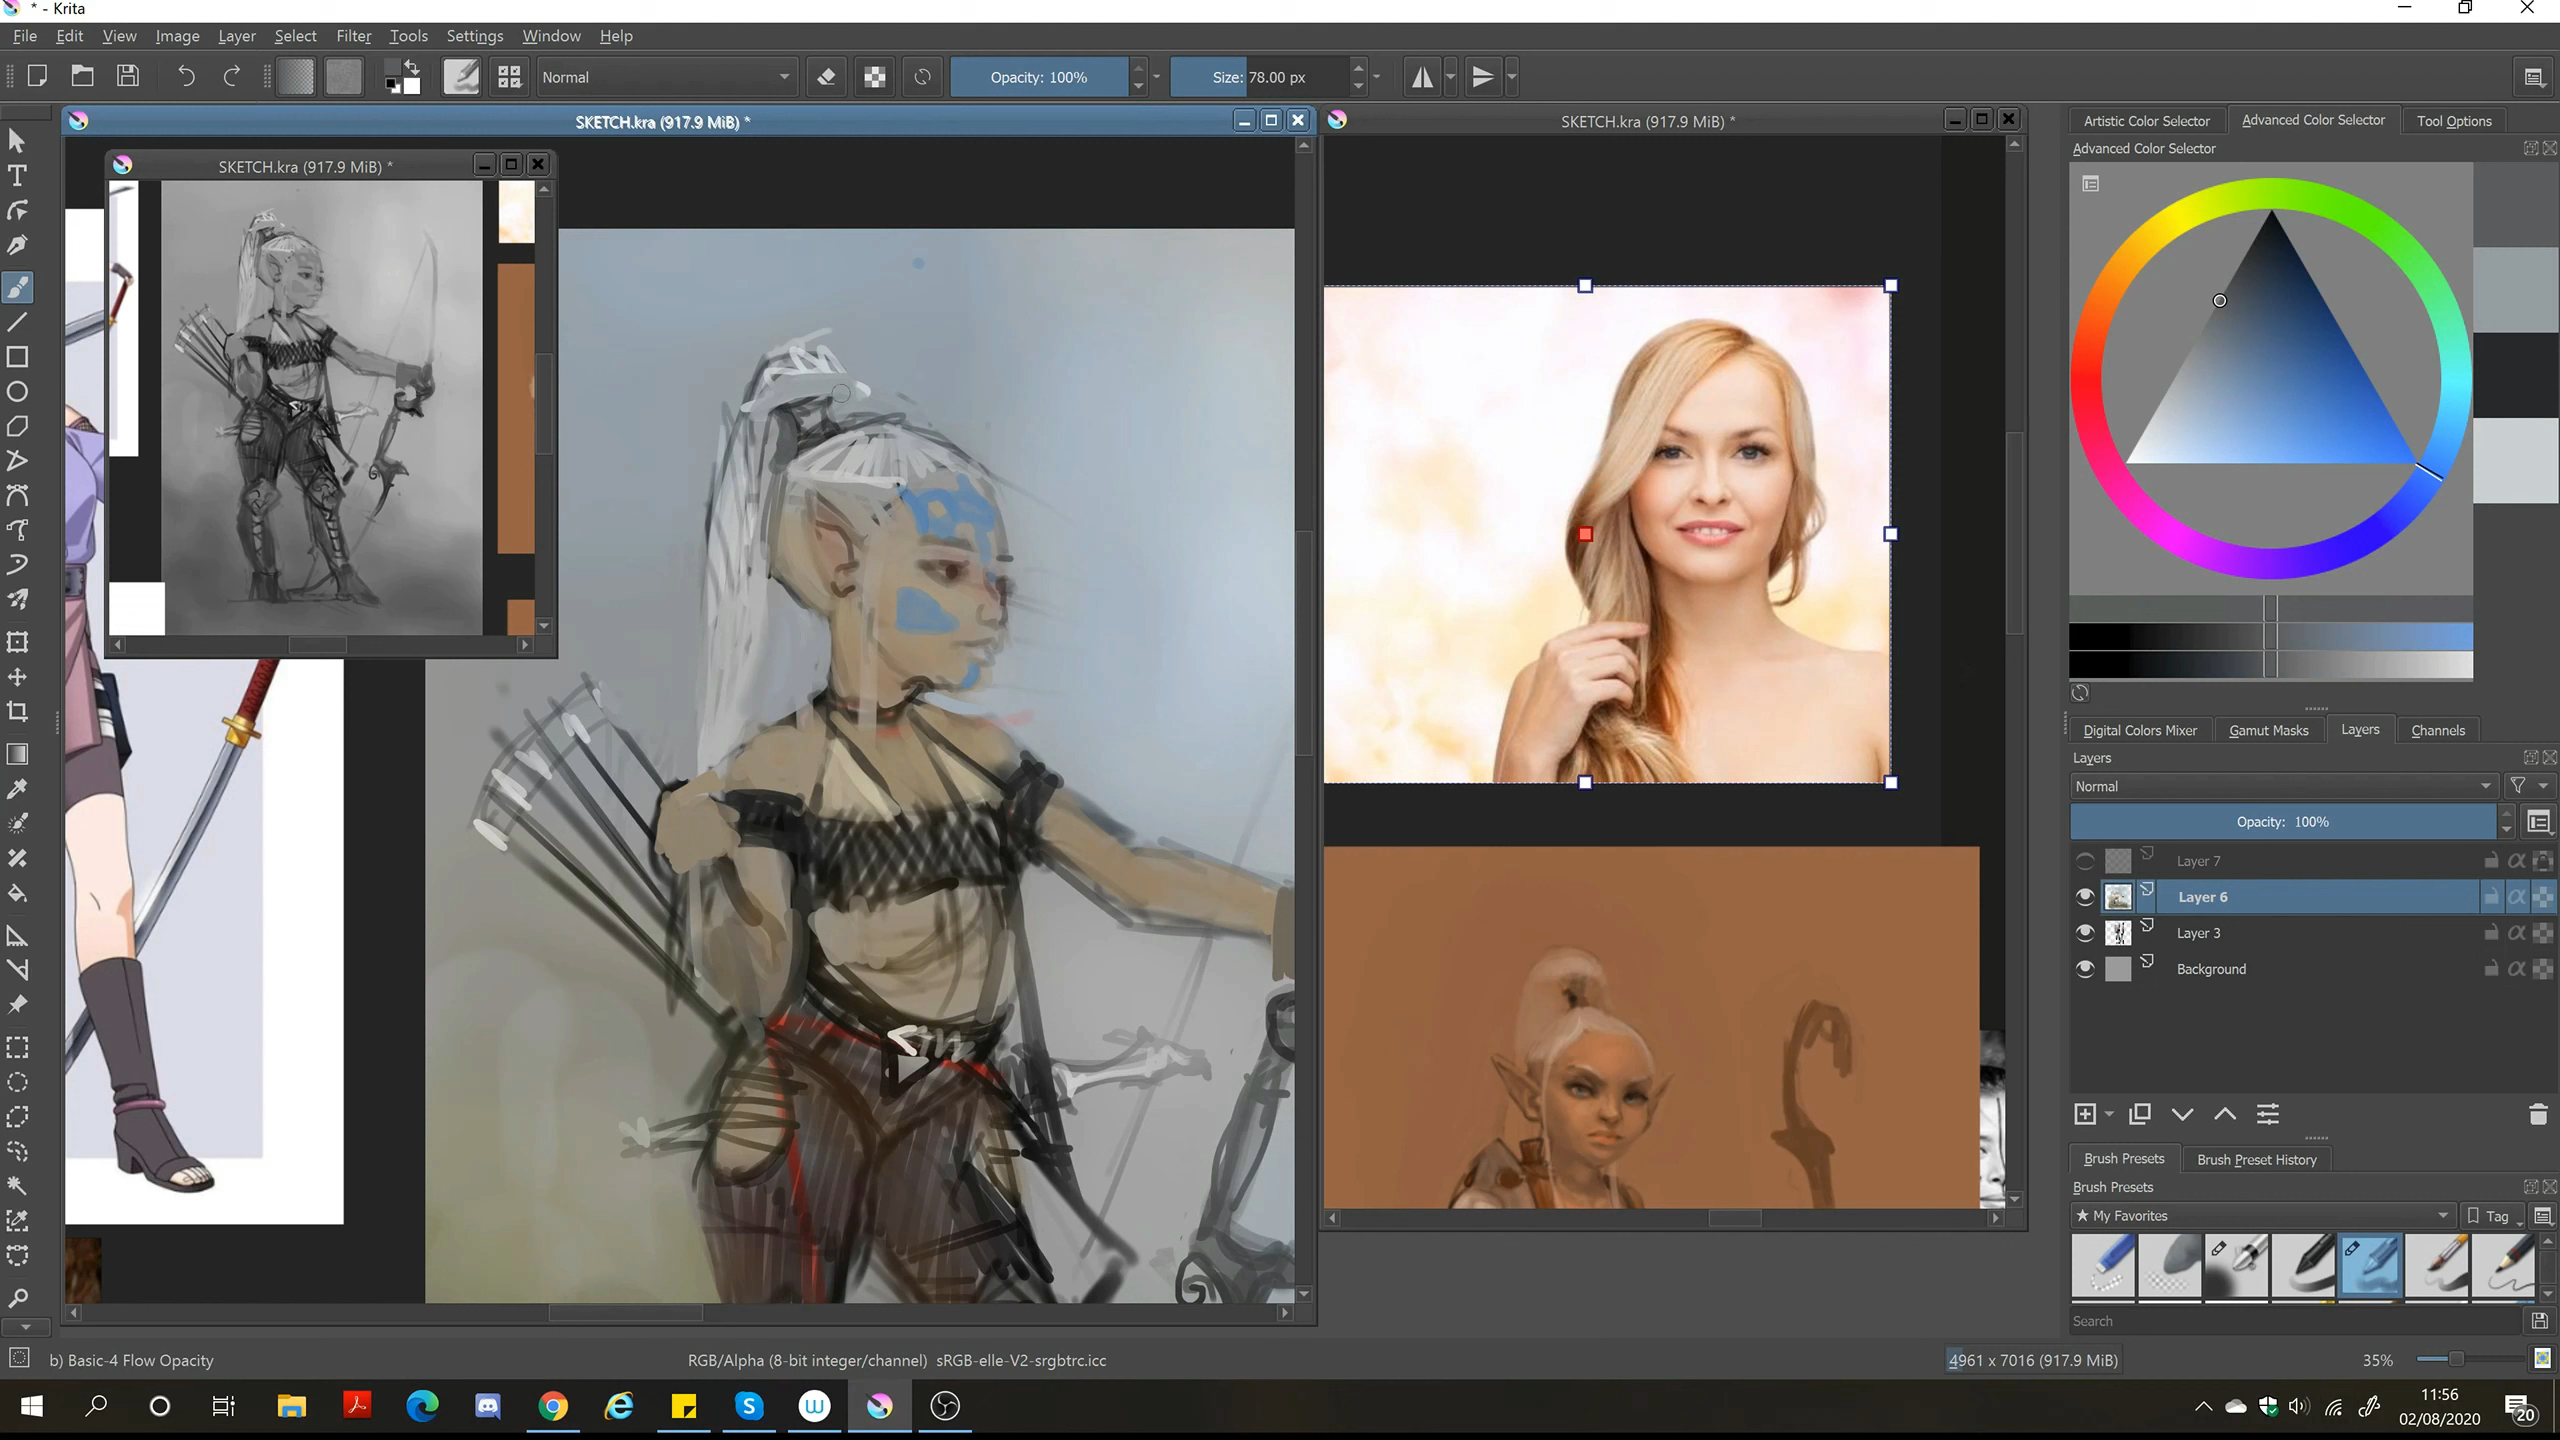 * - Krita
File Edit View Image Layer Select Filter Tools Settings Window Help
Normal
Opacity: 100%
Size: 78.00 px
SKETCH.kra (917.9 MiB) *
SKETCH.kra (917.9 MiB) *
SKETCH.kra (917.9 MiB) *
Artistic Color Selector
Advanced Color Selector
Tool Options
Advanced Color Selector
Digital Colors Mixer
Gamut Masks
Layers
Channels
Layers
Normal
Opacity: 100%
Layer 7
Layer 6
Layer 3
Background
Brush Presets
Brush Preset History
Brush Presets
★ My Favorites
Tag
Search
b) Basic-4 Flow Opacity
RGB/Alpha (8-bit integer/channel) sRGB-elle-V2-srgbtrc.icc
4961 x 7016 (917.9 MiB)
35%
11:56
02/08/2020
20